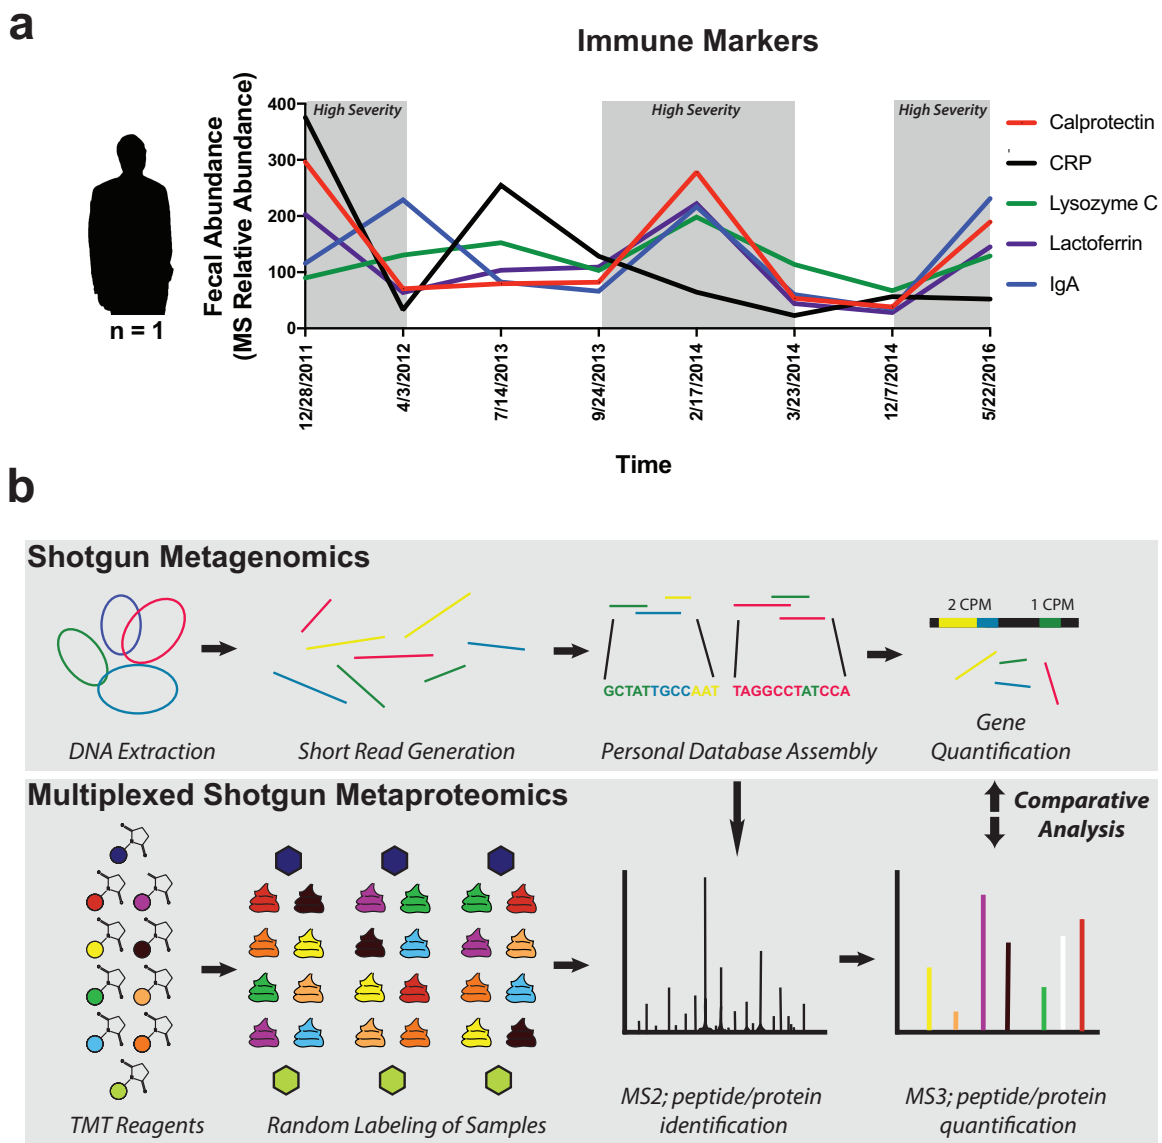 a
Immune Markers
Fecal Abundance
(MS Relative Abundance)
400
300
200
100
0
High Severity
High Severity
High Severity
12/28/2011
4/3/2012
7/14/2013
9/24/2013
2/17/2014
3/23/2014
12/7/2014
5/22/2016
Time
Calprotectin
CRP
Lysozyme C
Lactoferrin
IgA
n = 1
b
Shotgun Metagenomics
2 CPM
1 CPM
GCTATTGCCAAT
TAGGCCTATCCA
DNA Extraction
Short Read Generation
Personal Database Assembly
Gene
Quantification
Multiplexed Shotgun Metaproteomics
Comparative
Analysis
TMT Reagents
Random Labeling of Samples
MS2; peptide/protein
identification
MS3; peptide/protein
quantification